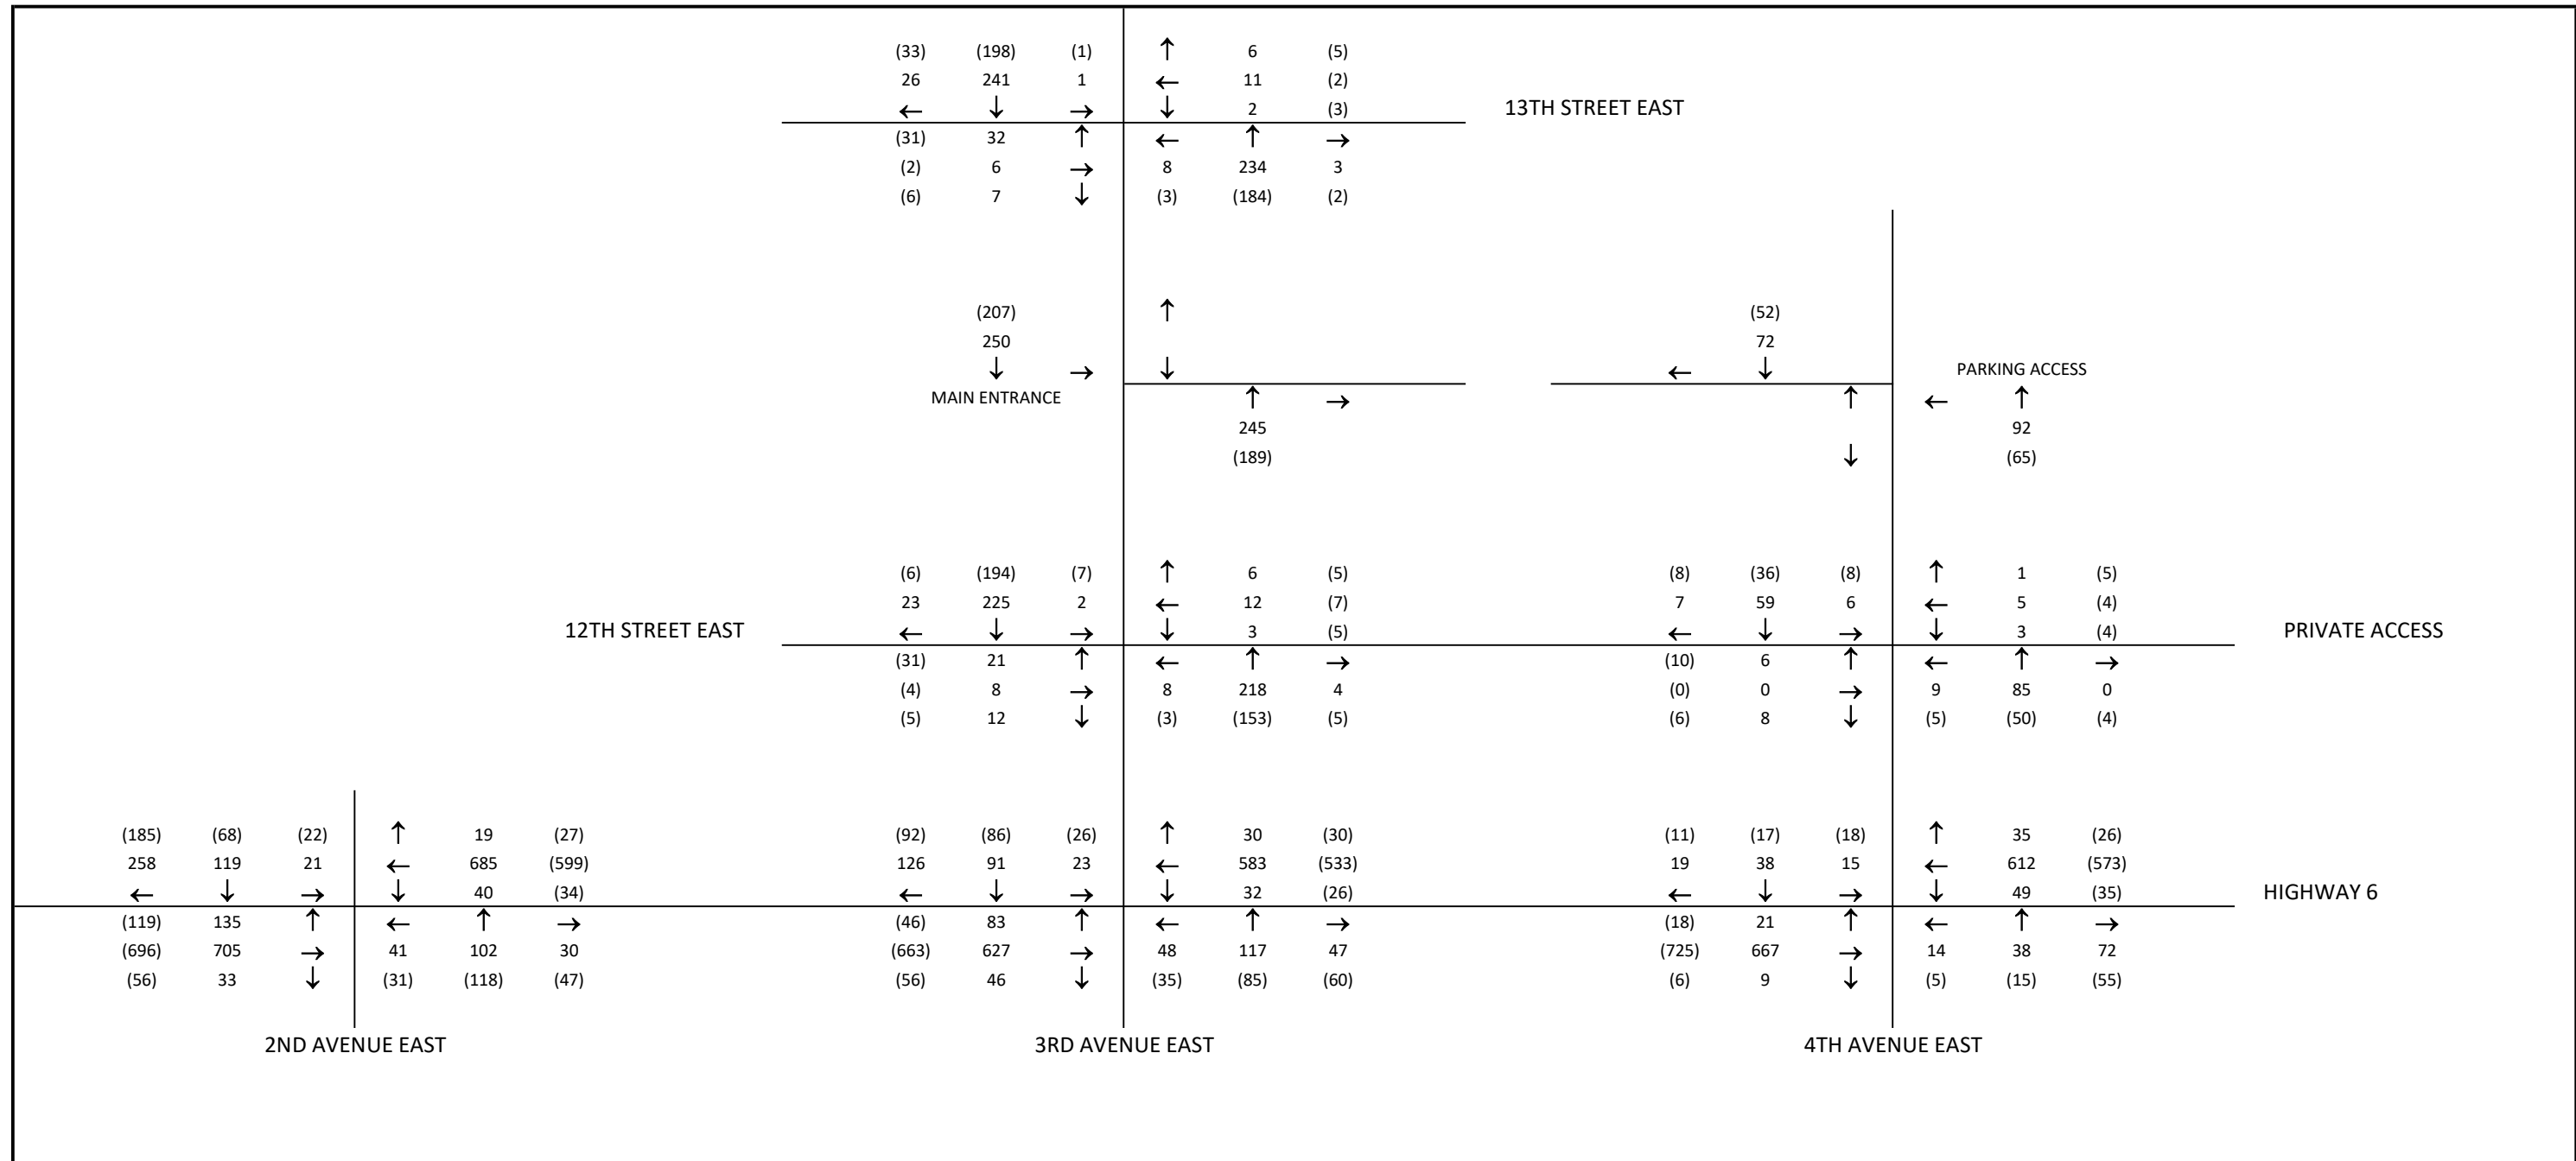 (33) (198) (1) ↑ 6 (5)
26 241 1 ← 11 (2)
← ↓ → ↓ 2 (3) 13TH STREET EAST
(31) 32 ↑ ← ↑ →
(2) 6 → 8 234 3
(6) 7 ↓ (3) (184) (2)
(207) ↑ (52)
250 72
↓ → ↓ ← ↓ PARKING ACCESS
MAIN ENTRANCE ↑ → ↑ ← ↑
245 92
(189) ↓ (65)
(6) (194) (7) ↑ 6 (5) (8) (36) (8) ↑ 1 (5)
23 225 2 ← 12 (7) 7 59 6 ← 5 (4)
12TH STREET EAST ← ↓ → ↓ 3 (5) ← ↓ → ↓ 3 (4) PRIVATE ACCESS
(31) 21 ↑ ← ↑ → (10) 6 ↑ ← ↑ →
(4) 8 → 8 218 4 (0) 0 → 9 85 0
(5) 12 ↓ (3) (153) (5) (6) 8 ↓ (5) (50) (4)
(185) (68) (22) ↑ 19 (27) (92) (86) (26) ↑ 30 (30) (11) (17) (18) ↑ 35 (26)
258 119 21 ← 685 (599) 126 91 23 ← 583 (533) 19 38 15 ← 612 (573)
← ↓ → ↓ 40 (34) ← ↓ → ↓ 32 (26) ← ↓ → ↓ 49 (35) HIGHWAY 6
(119) 135 ↑ ← ↑ → (46) 83 ↑ ← ↑ → (18) 21 ↑ ← ↑ →
(696) 705 → 41 102 30 (663) 627 → 48 117 47 (725) 667 → 14 38 72
(56) 33 ↓ (31) (118) (47) (56) 46 ↓ (35) (85) (60) (6) 9 ↓ (5) (15) (55)
2ND AVENUE EAST 3RD AVENUE EAST 4TH AVENUE EAST